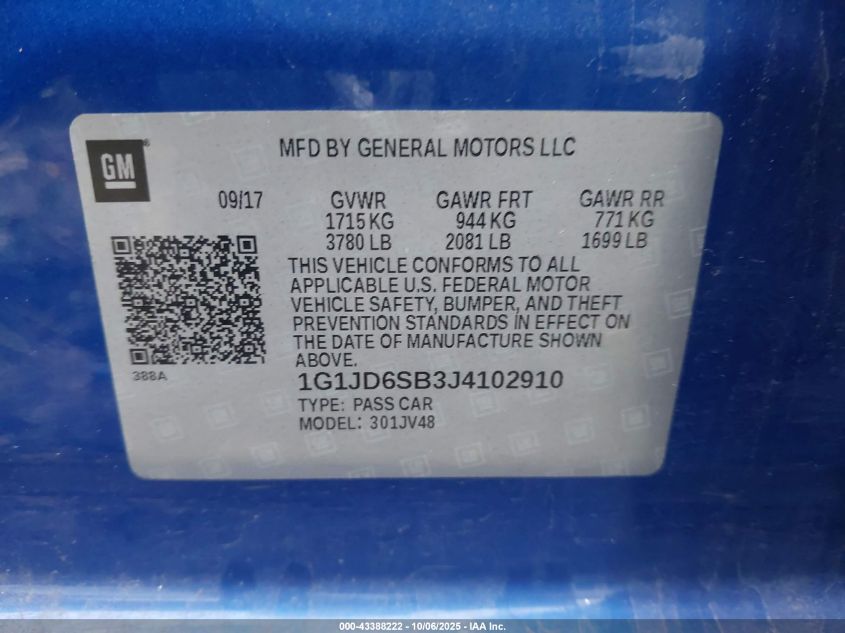 GM
MFD BY GENERAL MOTORS LLC
09/17 GVWR GAWR FRT GAWR RR
1715 KG 944 KG 771 KG
3780 LB 2081 LB 1699 LB
THIS VEHICLE CONFORMS TO ALL
APPLICABLE U.S. FEDERAL MOTOR
VEHICLE SAFETY, BUMPER, AND THEFT
PREVENTION STANDARDS IN EFFECT ON
THE DATE OF MANUFACTURE SHOWN
ABOVE.
388A
1G1JD6SB3J4102910
TYPE: PASS CAR
MODEL: 301JV48
000-43388222 - 10/06/2025 - IAA, Inc.